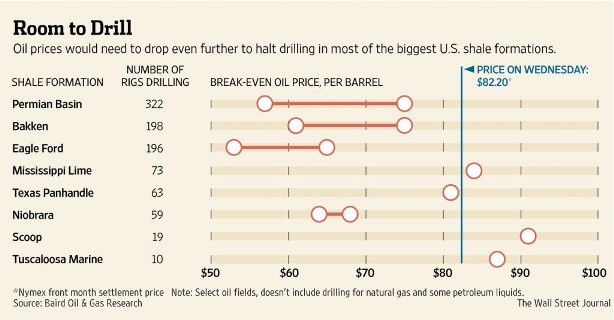 Room to Drill
Oil prices would need to drop even further to halt drilling in most of the biggest U.S. shale formations.
SHALE FORMATION
NUMBER OF
RIGS DRILLING
BREAK-EVEN OIL PRICE, PER BARREL
◄PRICE ON WEDNESDAY:
$82.20*
Permian Basin 322
Bakken 198
Eagle Ford 196
Mississippi Lime 73
Texas Panhandle 63
Niobrara 59
Scoop 19
Tuscaloosa Marine 10
$50 $60 $70 $80 $90 $100
*Nymex front month settlement price Note: Select oil fields, doesn't include drilling for natural gas and some petroleum liquids.
Source: Baird Oil & Gas Research
The Wall Street Journal